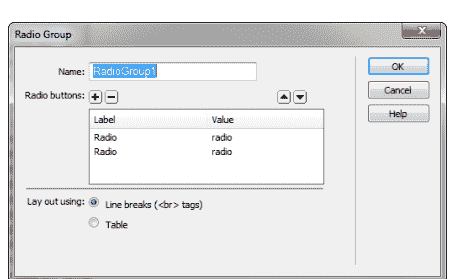 Radio Group
Name: RadioGroup1
OK
Radio buttons:
Cancel
Help
Label Value
Radio radio
Radio radio
Lay out using: Line breaks (<br> tags)
Table